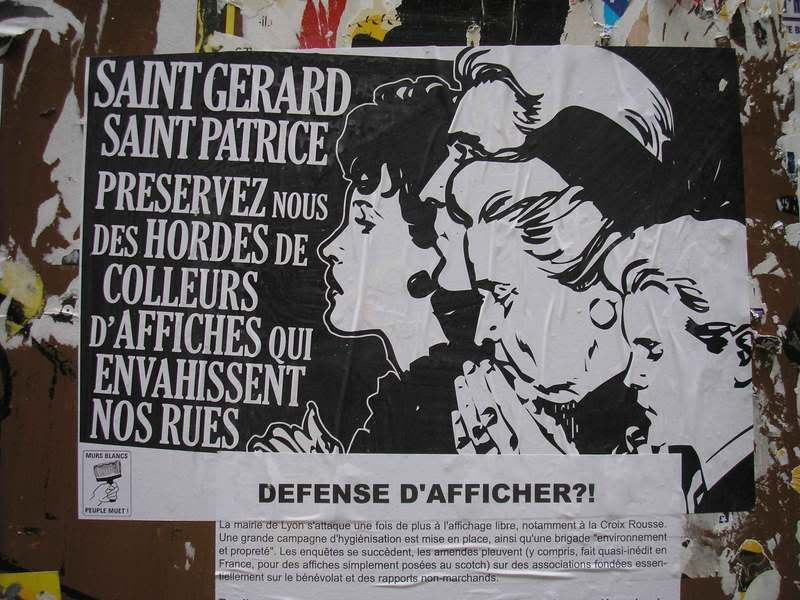 SAINT GERARD
SAINT PATRICE
PRESERVEZ NOUS
DES HORDES DE
COLLEURS
D'AFFICHES QUI
ENVAHISSENT
NOS RUES
MURS BLANCS
PEUPLE MUET !
DEFENSE D'AFFICHER?!
La mairie de Lyon s'attaque une fois de plus à l'affichage libre, notamment à la Croix Rousse.
Une grande campagne d'hygiènisation est mise en place, ainsi qu'une brigade "environnement
et propreté". Les enquêtes se succèdent, les amendes pleuvent (y compris, fait quasi-inédit en
France, pour des affiches simplement posées au scotch) sur des associations fondées essen-
tiellement sur le bénévolat et des rapports non-marchands.